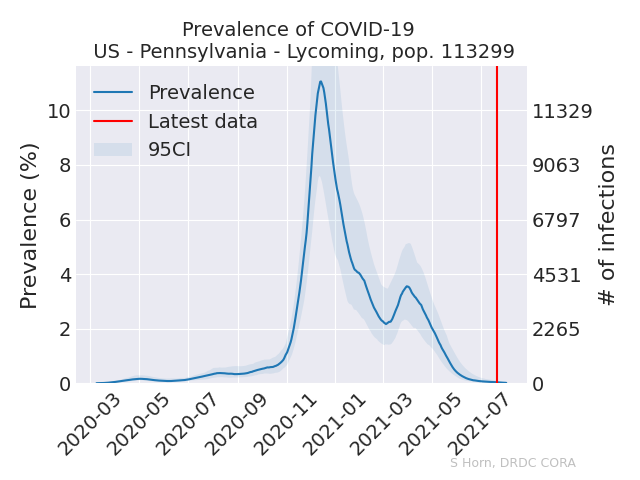 Prevalence of COVID-19
US - Pennsylvania - Lycoming, pop. 113299
Prevalence
Latest data
95CI
Prevalence (%)
10
8
6
4
2
0
11329
9063
6797
4531
2265
0
# of infections
2020-03
2020-05
2020-07
2020-09
2020-11
2021-01
2021-03
2021-05
2021-07
S Horn, DRDC CORA